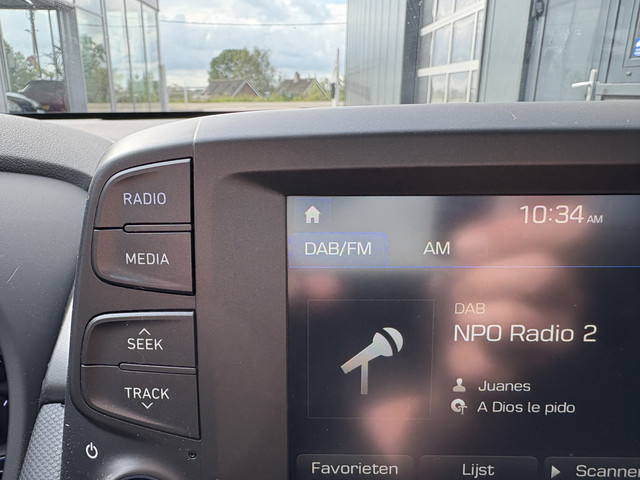 RADIO
MEDIA
SEEK
TRACK
10:34 AM
DAB/FM AM
DAB
NPO Radio 2
Juanes
A Dios le pido
Favorieten Lijst Scannen